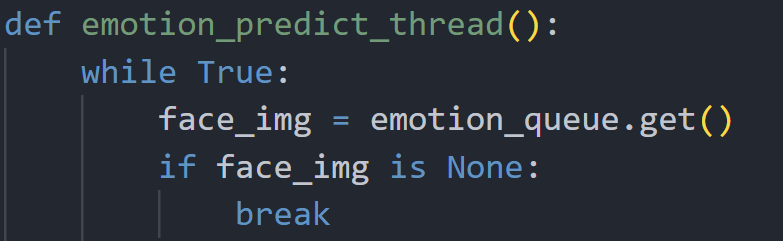 def emotion_predict_thread():
    while True:
        face_img = emotion_queue.get()
        if face_img is None:
            break